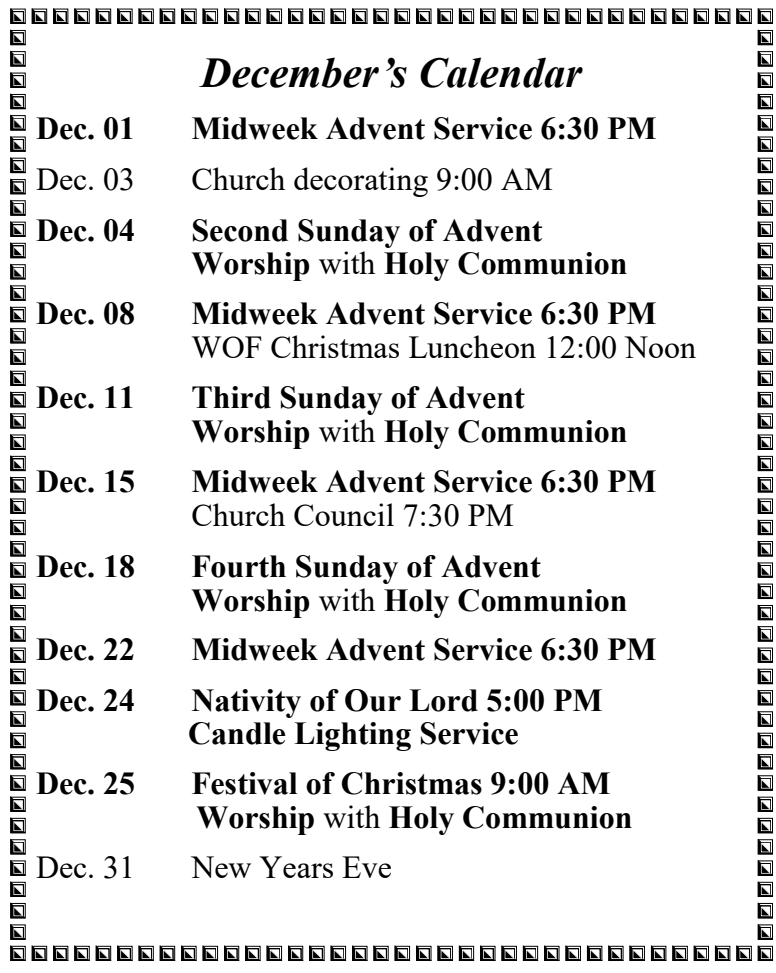 December’s Calendar
Dec. 01 Midweek Advent Service 6:30 PM
Dec. 03 Church decorating 9:00 AM
Dec. 04 Second Sunday of Advent
Worship with Holy Communion
Dec. 08 Midweek Advent Service 6:30 PM
WOF Christmas Luncheon 12:00 Noon
Dec. 11 Third Sunday of Advent
Worship with Holy Communion
Dec. 15 Midweek Advent Service 6:30 PM
Church Council 7:30 PM
Dec. 18 Fourth Sunday of Advent
Worship with Holy Communion
Dec. 22 Midweek Advent Service 6:30 PM
Dec. 24 Nativity of Our Lord 5:00 PM
Candle Lighting Service
Dec. 25 Festival of Christmas 9:00 AM
Worship with Holy Communion
Dec. 31 New Years Eve